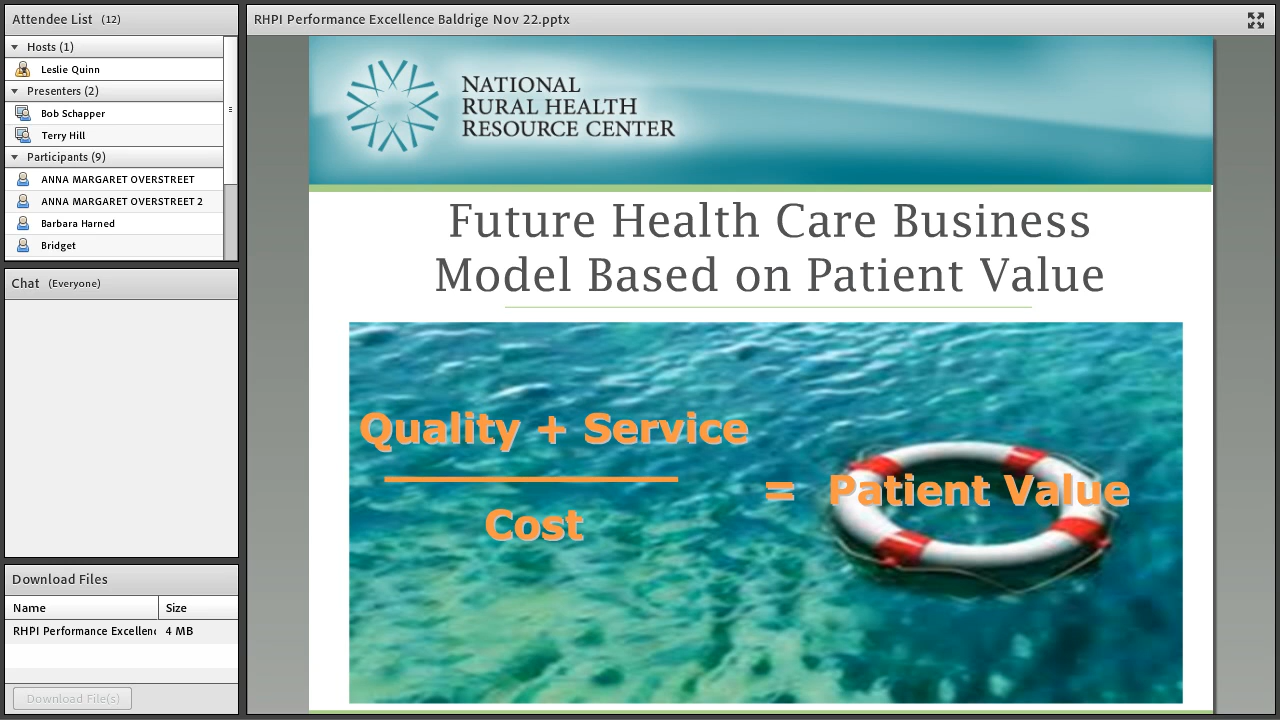 Attendee List (12)
Hosts (1)
Leslie Quinn
Presenters (2)
Bob Schapper
Terry Hill
Participants (9)
ANNA MARGARET OVERSTREET
ANNA MARGARET OVERSTREET 2
Barbara Harned
Bridget
Chat (Everyone)
Download Files
Name Size
RHPI Performance Excellenc 4 MB
Download File(s)
RHPI Performance Excellence Baldrige Nov 22.pptx
NATIONAL
RURAL HEALTH
RESOURCE CENTER
Future Health Care Business
Model Based on Patient Value
Quality + Service
Cost
= Patient Value